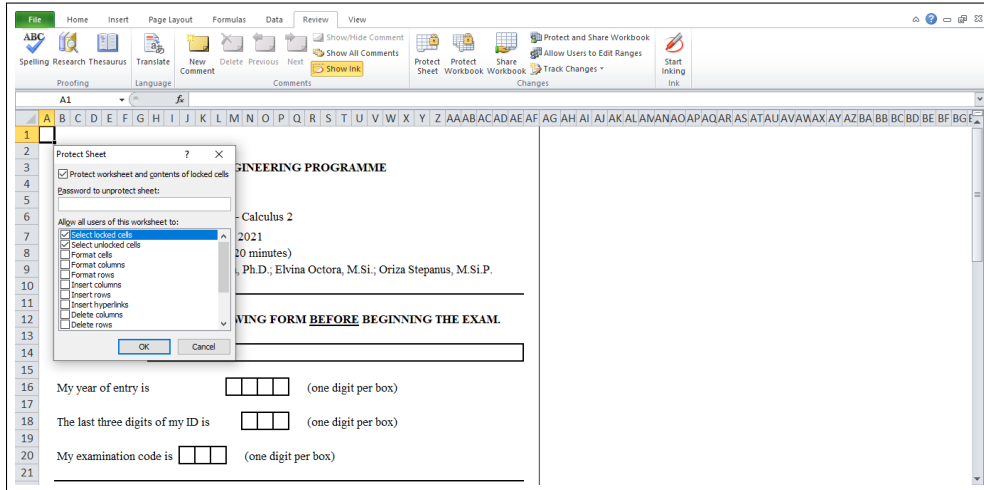 File Home Insert Page Layout Formulas Data Review View
ABC
Spelling Research Thesaurus
Proofing
Translate
Language
New Comment
Delete Previous Next
Show/Hide Comment
Show All Comments
Show Ink
Comments
Protect Sheet
Protect Workbook
Share Workbook
Protect and Share Workbook
Allow Users to Edit Ranges
Track Changes
Changes
Start Inking
Ink
A1
fx
A B C D E F G H I J K L M N O P Q R S T U V W X Y Z AA AB AC AD AE AF AG AH AI AJ AK AL AM AN AO AP AQ AR AS AT AU AV AW AX AY AZ BA BB BC BD BE BF BG
1
2
Protect Sheet ?
3 GINEERING PROGRAMME
Protect worksheet and contents of locked cells
4
Password to unprotect sheet:
5
6 – Calculus 2
Allow all users of this worksheet to:
Select locked cells
7 2021
Select unlocked cells
8 20 minutes)
Format cells
Format columns
9 , Ph.D.; Elvina Octora, M.Si.; Oriza Stepanus, M.Si.P.
Format rows
10
Insert columns
Insert rows
11
Insert hyperlinks
Delete columns
12 WING FORM BEFORE BEGINNING THE EXAM.
Delete rows
13
OK Cancel
14
15
16 My year of entry is (one digit per box)
17
18 The last three digits of my ID is (one digit per box)
19
20 My examination code is (one digit per box)
21